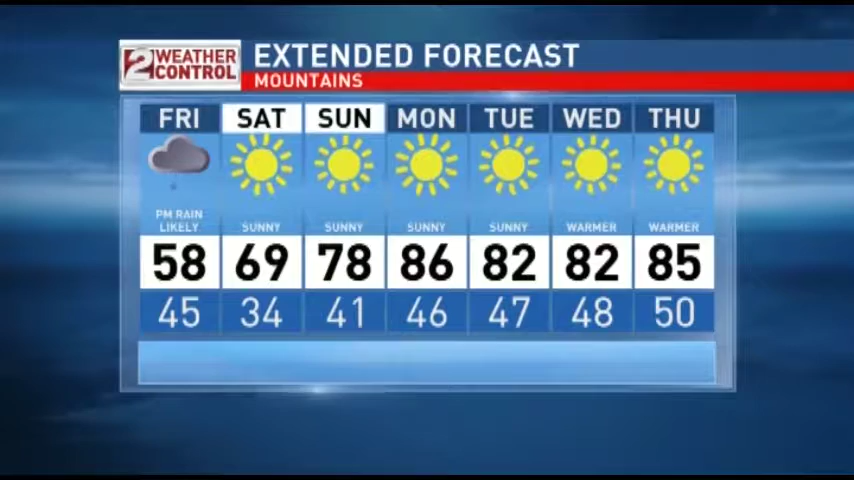 2 WEATHER
CONTROL
EXTENDED FORECAST
MOUNTAINS
FRI SAT SUN MON TUE WED THU
PM RAIN
LIKELY SUNNY SUNNY SUNNY SUNNY WARMER WARMER
58 69 78 86 82 82 85
45 34 41 46 47 48 50